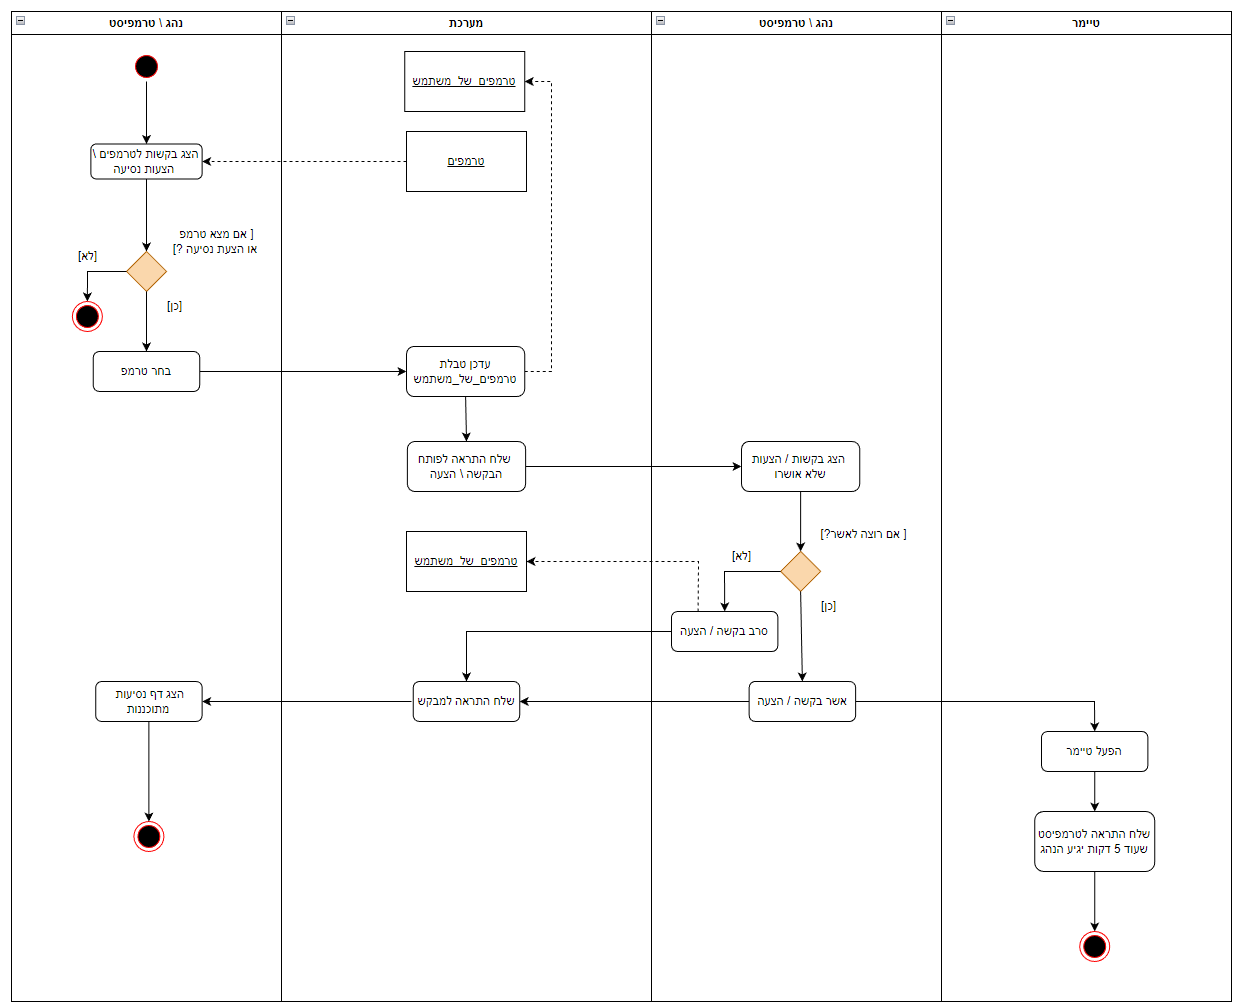 נהג \ טרמפיסט
מערכת
נהג \ טרמפיסט
טיימר
טרמפים_של_משתמש
טרמפים
הצג בקשות לטרמפים \
הצעות נסיעה
[ אם מצא טרמפ
או הצעת נסיעה ?]
[לא]
[כן]
בחר טרמפ
עדכן טבלת
טרמפים_של_משתמש
שלח התראה לפותח
הבקשה \ הצעה
הצג בקשות / הצעות
שלא אושרו
[ אם רוצה לאשר?]
[לא]
[כן]
טרמפים_של_משתמש
סרב בקשה / הצעה
אשר בקשה / הצעה
שלח התראה למבקש
הצג דף נסיעות
מתוכננות
הפעל טיימר
שלח התראה לטרמפיסט
שעוד 5 דקות יגיע הנהג